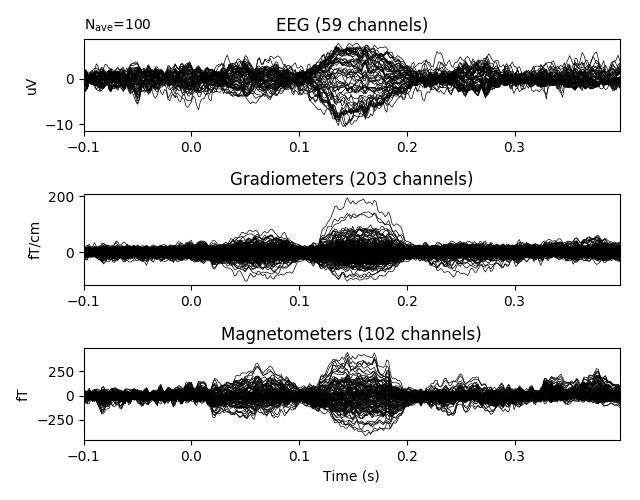 N_ave=100
EEG (59 channels)
uV
0
−10
−0.1 0.0 0.1 0.2 0.3
Gradiometers (203 channels)
fT/cm
200
0
−0.1 0.0 0.1 0.2 0.3
Magnetometers (102 channels)
fT
250
0
−250
−0.1 0.0 0.1 0.2 0.3
Time (s)